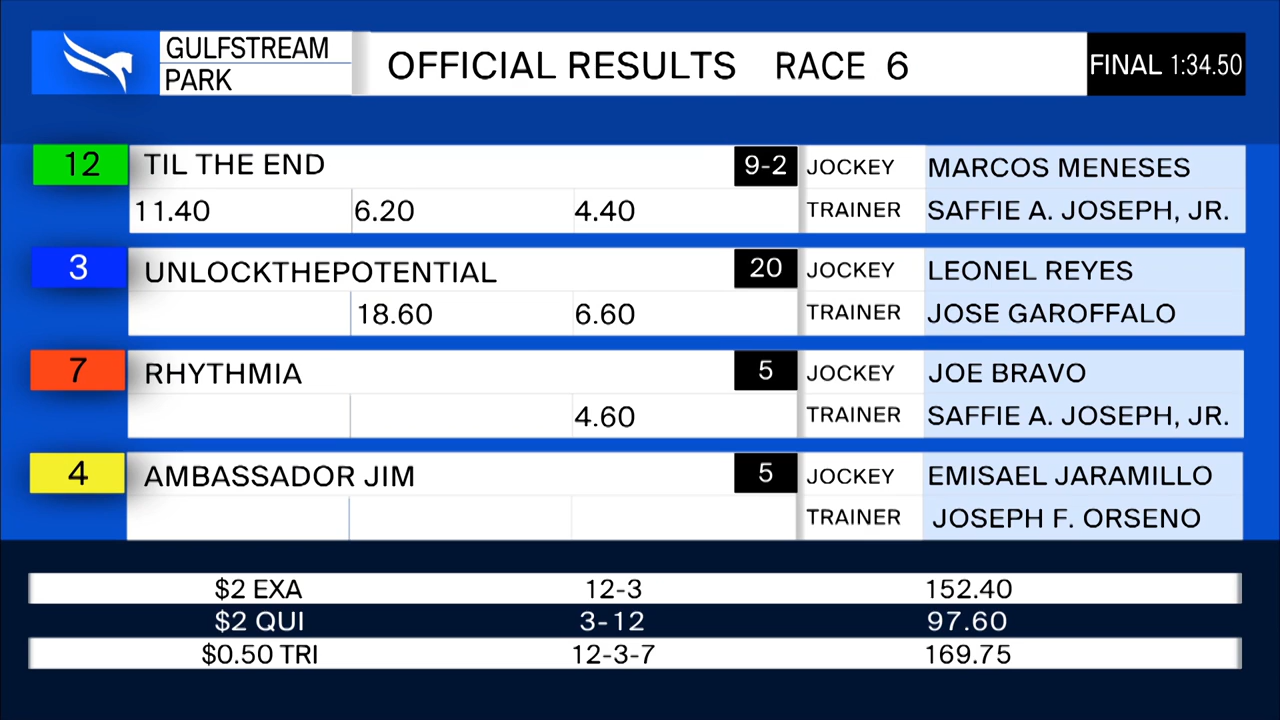 GULFSTREAM
PARK
OFFICIAL RESULTS RACE 6
FINAL 1:34.50
12 TIL THE END 9-2 JOCKEY MARCOS MENESES
11.40 6.20 4.40 TRAINER SAFFIE A. JOSEPH, JR.
3 UNLOCKTHEPOTENTIAL 20 JOCKEY LEONEL REYES
18.60 6.60 TRAINER JOSE GAROFFALO
7 RHYTHMIA 5 JOCKEY JOE BRAVO
4.60 TRAINER SAFFIE A. JOSEPH, JR.
4 AMBASSADOR JIM 5 JOCKEY EMISAEL JARAMILLO
TRAINER JOSEPH F. ORSENO
$2 EXA 12-3 152.40
$2 QUI 3-12 97.60
$0.50 TRI 12-3-7 169.75